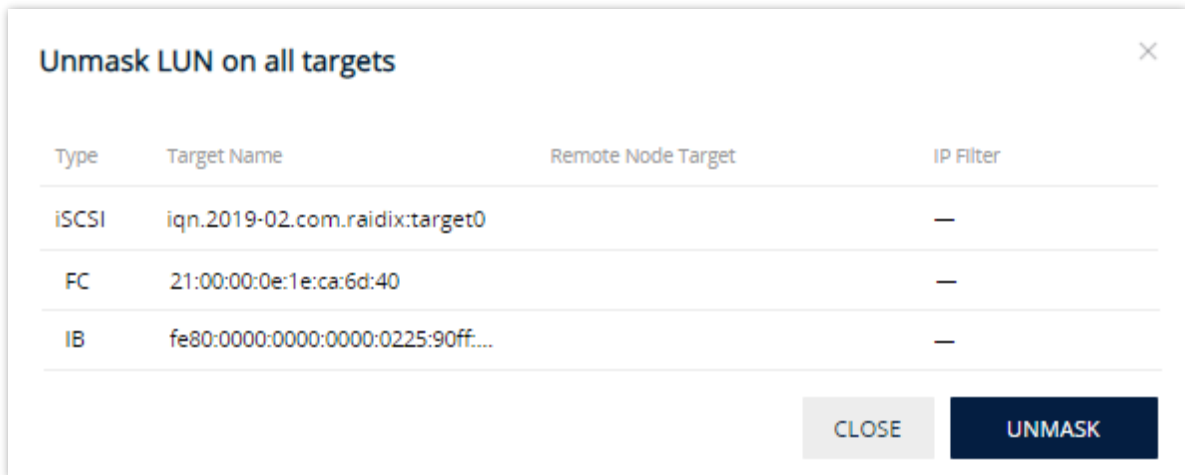 Unmask LUN on all targets
Type Target Name Remote Node Target IP Filter
iSCSI iqn.2019-02.com.raidix:target0 —
FC 21:00:00:0e:1e:ca:6d:40 —
IB fe80:0000:0000:0000:0225:90ff:... —
CLOSE UNMASK